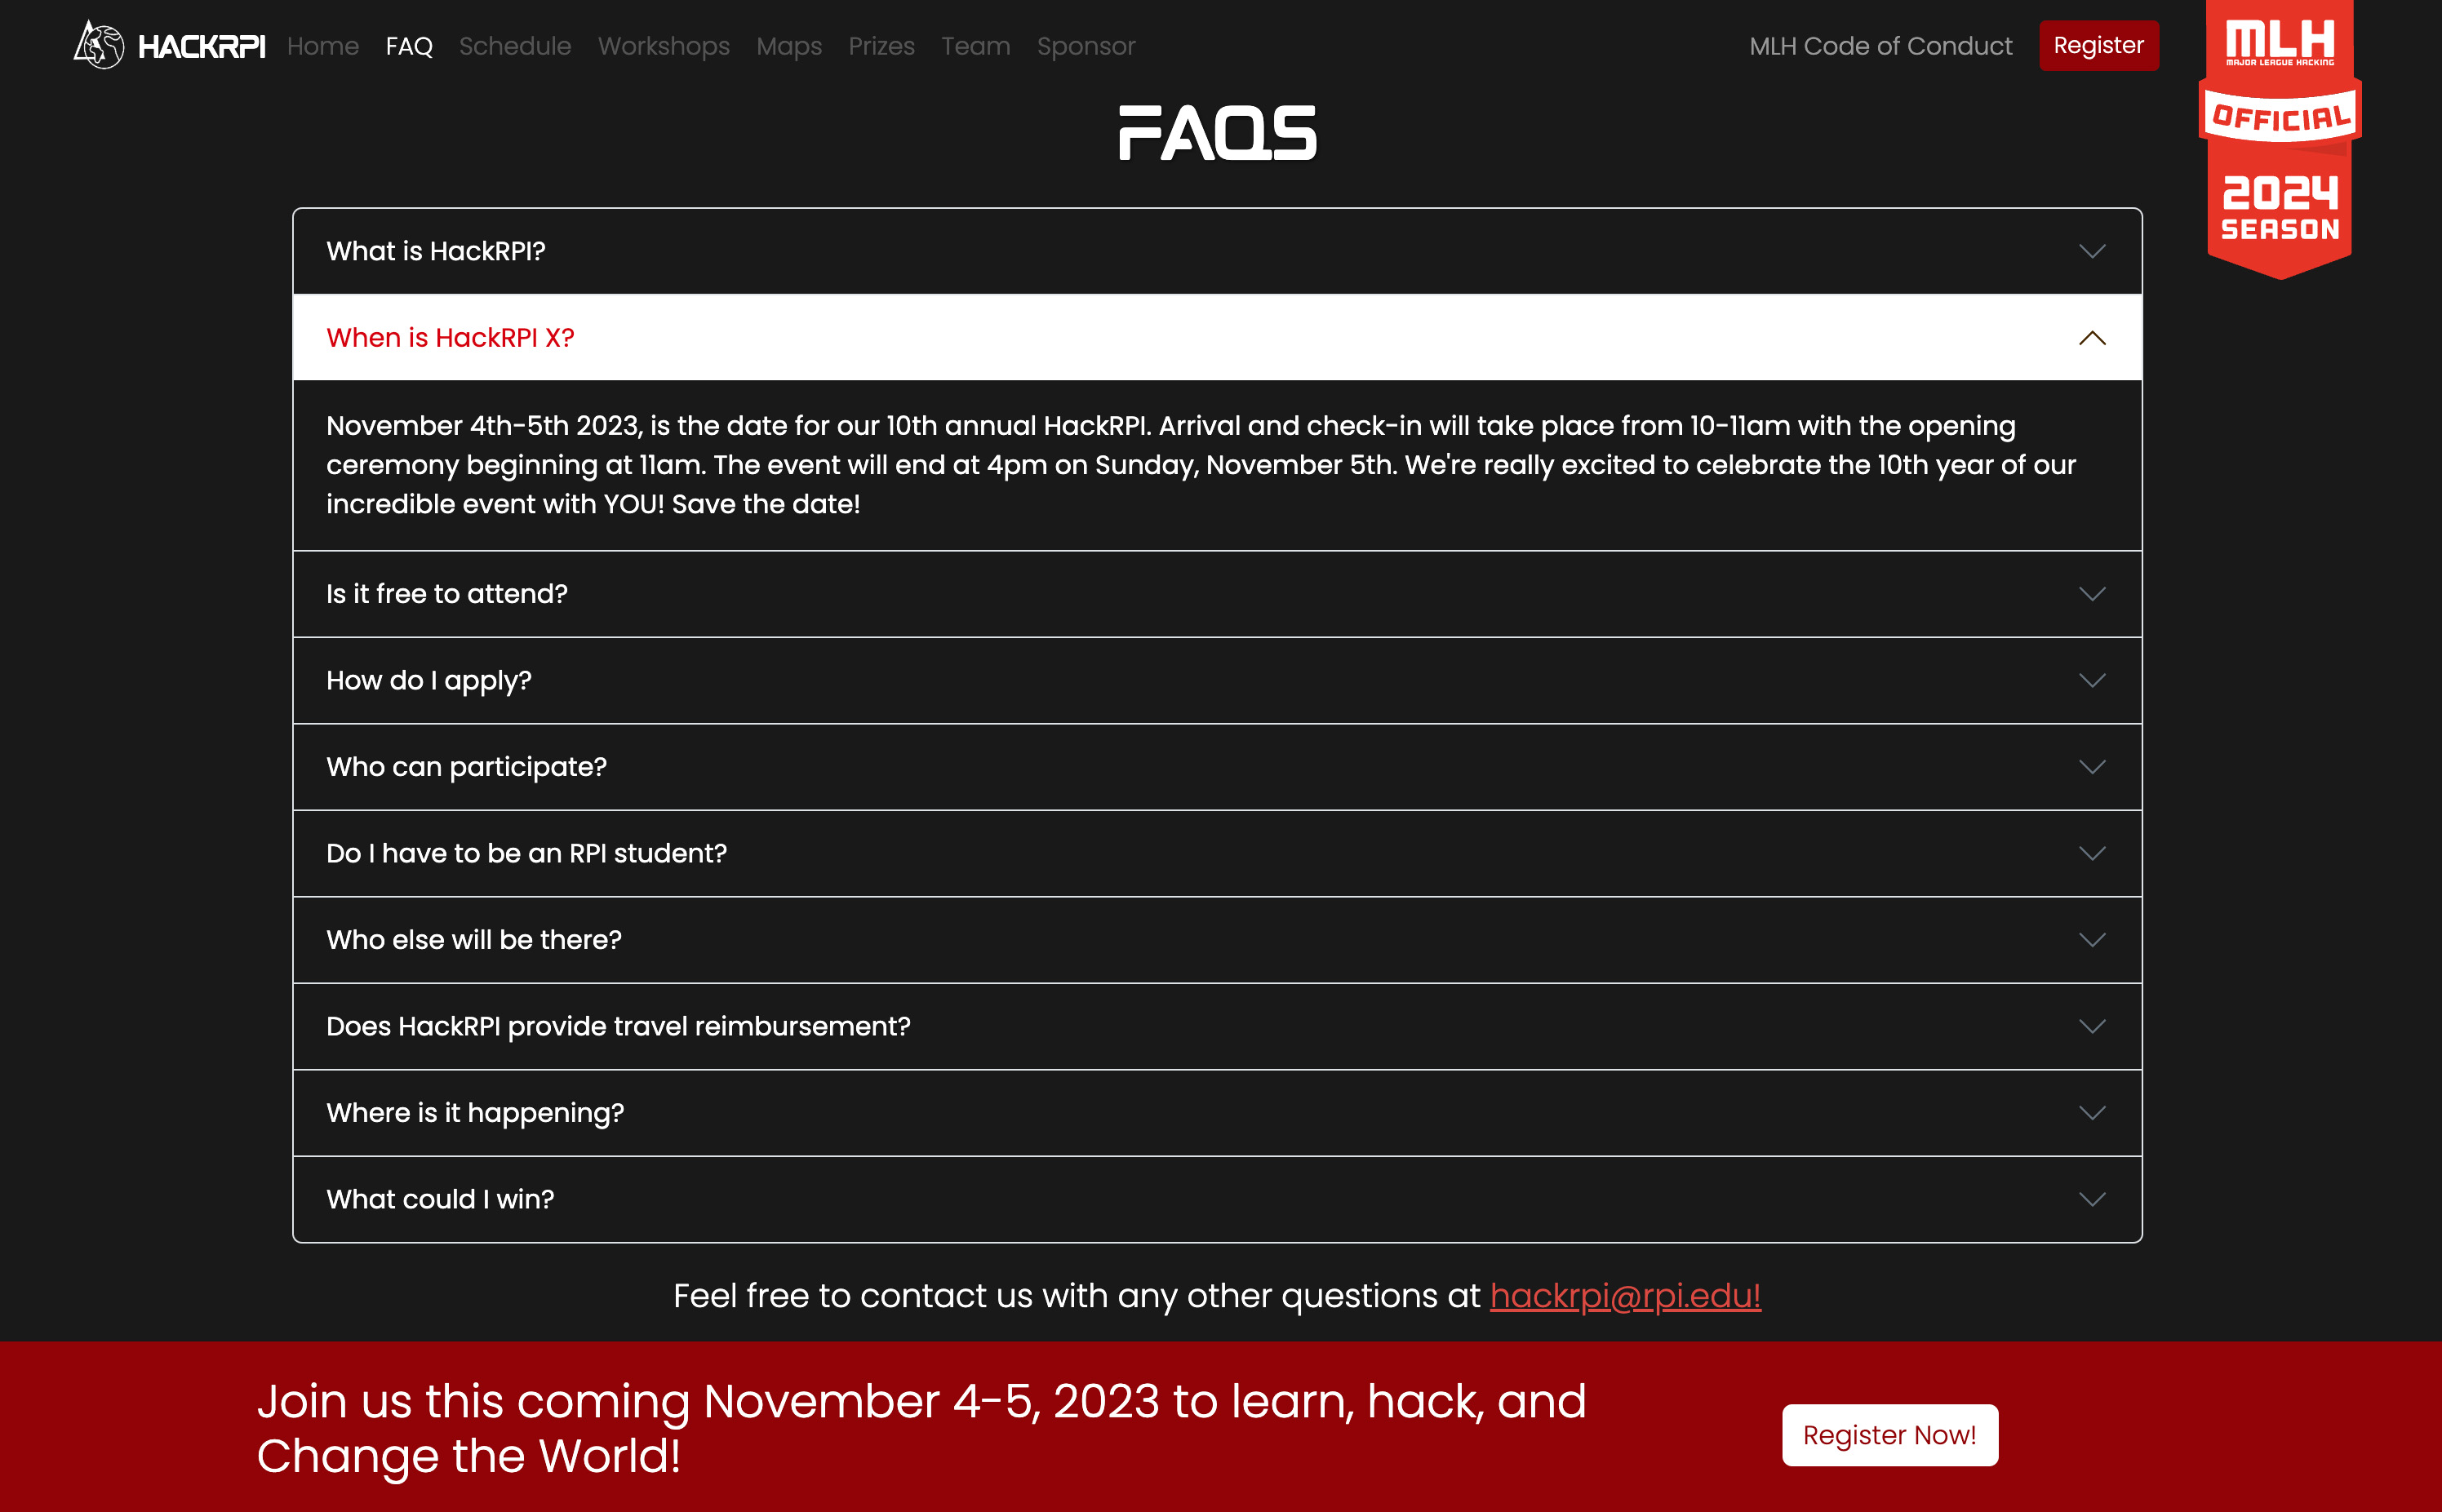 HACKRPI Home FAQ Schedule Workshops Maps Prizes Team Sponsor MLH Code of Conduct Register
MLH
MAJOR LEAGUE HACKING
OFFICIAL
2024
SEASON
FAQS
What is HackRPI?
When is HackRPI X?
November 4th-5th 2023, is the date for our 10th annual HackRPI. Arrival and check-in will take place from 10-11am with the opening
ceremony beginning at 11am. The event will end at 4pm on Sunday, November 5th. We're really excited to celebrate the 10th year of our
incredible event with YOU! Save the date!
Is it free to attend?
How do I apply?
Who can participate?
Do I have to be an RPI student?
Who else will be there?
Does HackRPI provide travel reimbursement?
Where is it happening?
What could I win?
Feel free to contact us with any other questions at hackrpi@rpi.edu!
Join us this coming November 4-5, 2023 to learn, hack, and
Change the World!
Register Now!